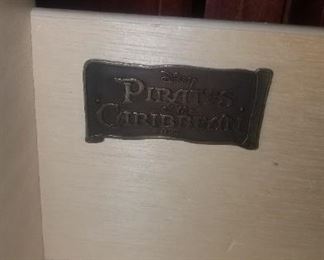 Disney
PIRATES
of the
CARIBBEAN